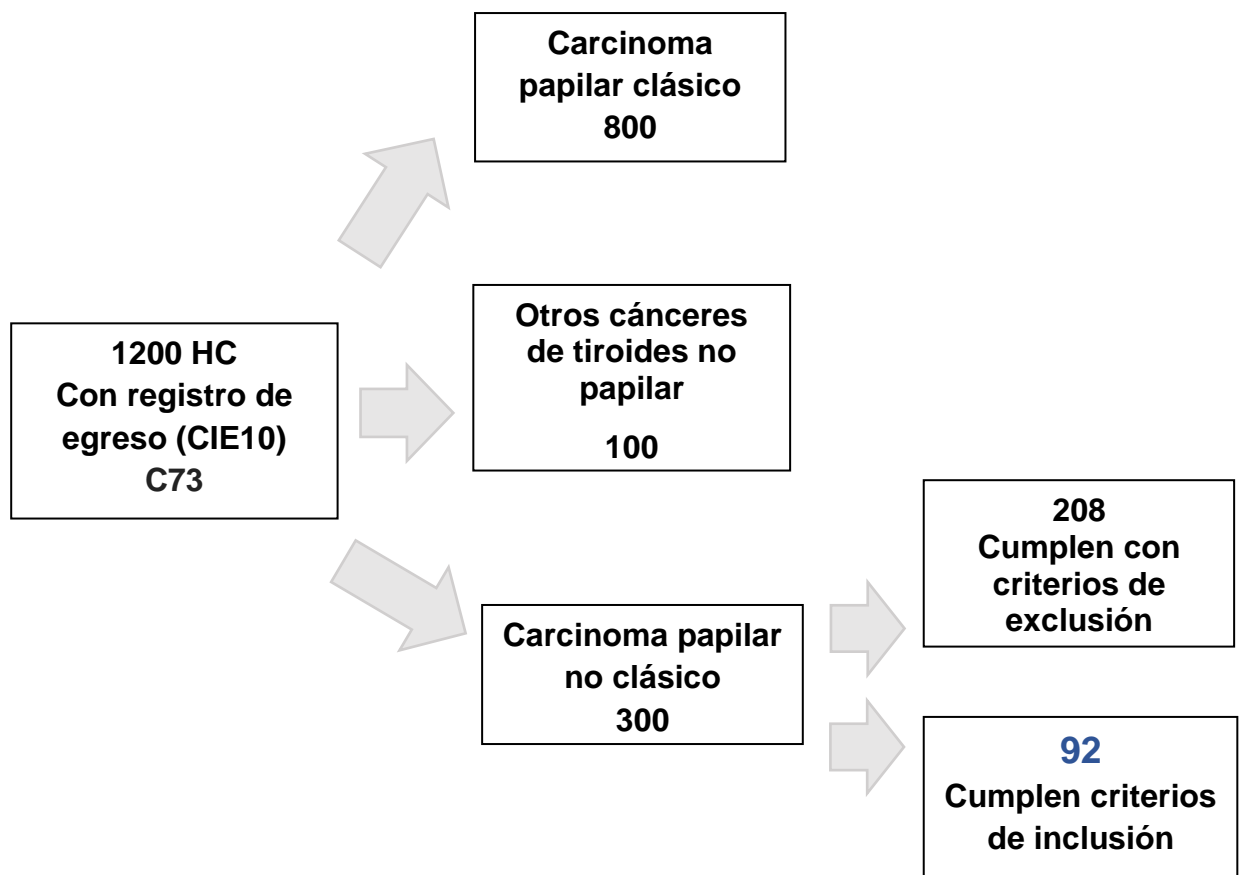 Carcinoma
papilar clásico
800
Otros cánceres
de tiroides no
papilar
100
1200 HC
Con registro de
egreso (CIE10)
C73
208
Cumplen con
criterios de
exclusión
Carcinoma papilar
no clásico
300
92
Cumplen criterios
de inclusión